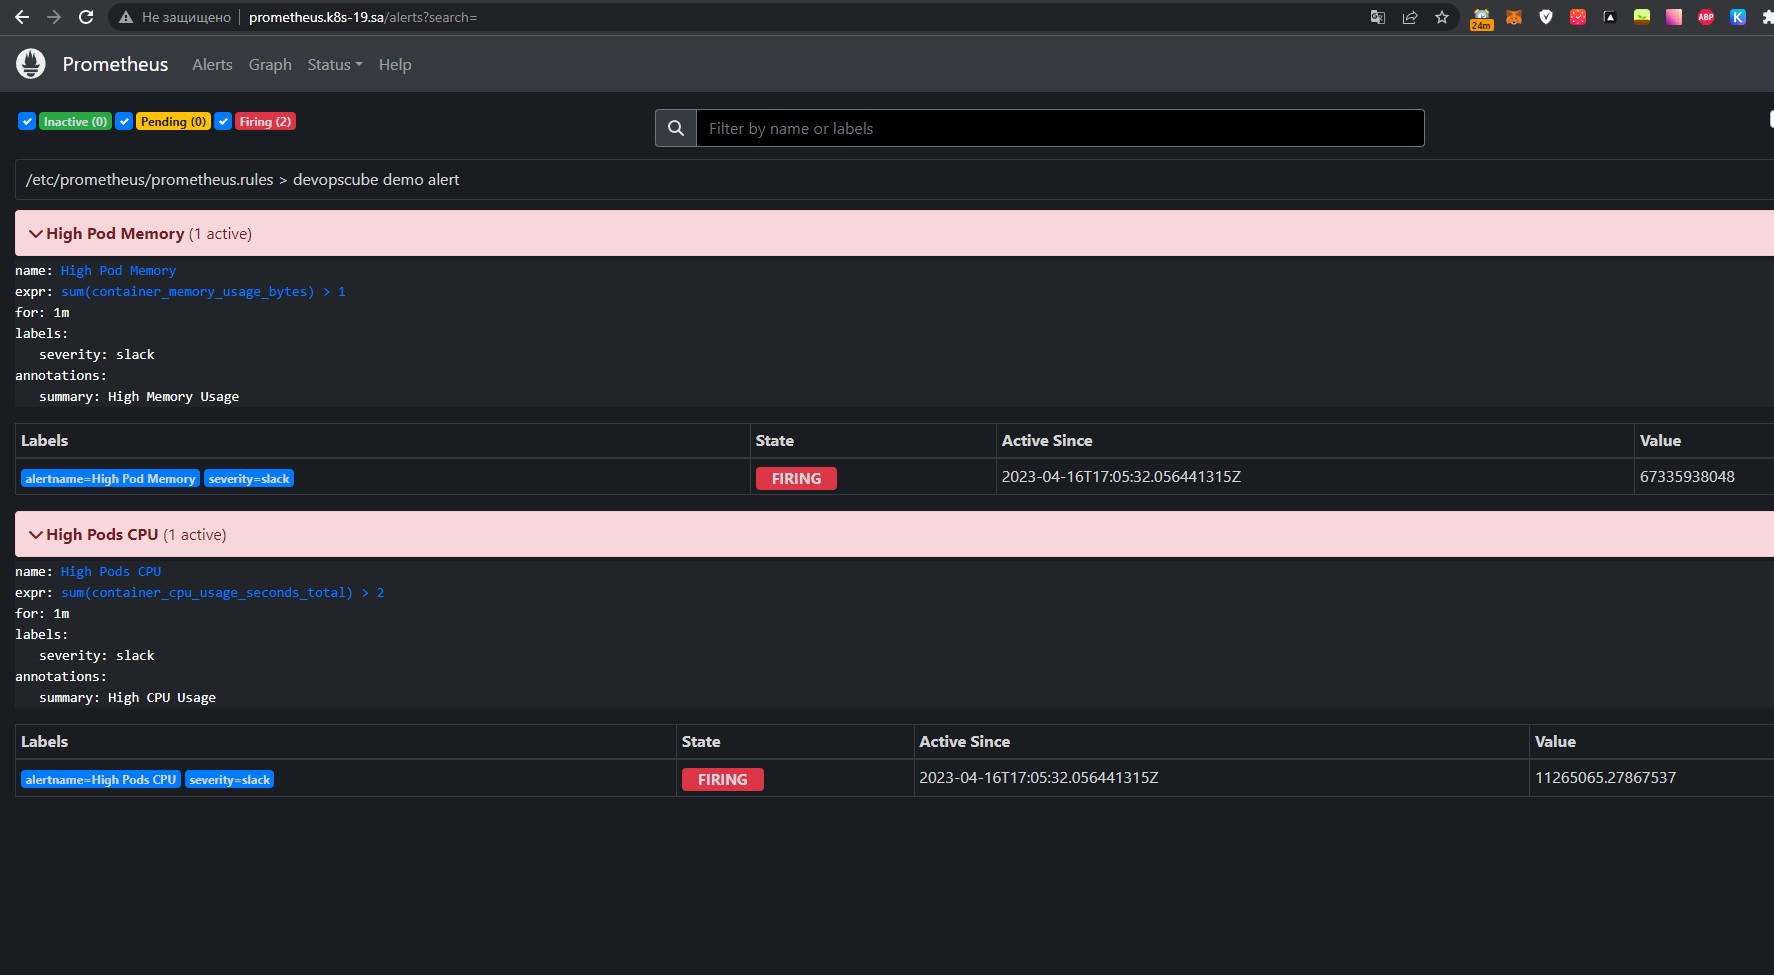 Не защищено prometheus.k8s-19.sa/alerts?search=
24m ABP K
Prometheus Alerts Graph Status Help
Inactive (0) Pending (0) Firing (2)
Filter by name or labels
/etc/prometheus/prometheus.rules > devopscube demo alert
High Pod Memory (1 active)
name: High Pod Memory
expr: sum(container_memory_usage_bytes) > 1
for: 1m
labels:
severity: slack
annotations:
summary: High Memory Usage
Labels State Active Since Value
alertname=High Pod Memory severity=slack FIRING 2023-04-16T17:05:32.056441315Z 67335938048
High Pods CPU (1 active)
name: High Pods CPU
expr: sum(container_cpu_usage_seconds_total) > 2
for: 1m
labels:
severity: slack
annotations:
summary: High CPU Usage
Labels State Active Since Value
alertname=High Pods CPU severity=slack FIRING 2023-04-16T17:05:32.056441315Z 11265065.27867537